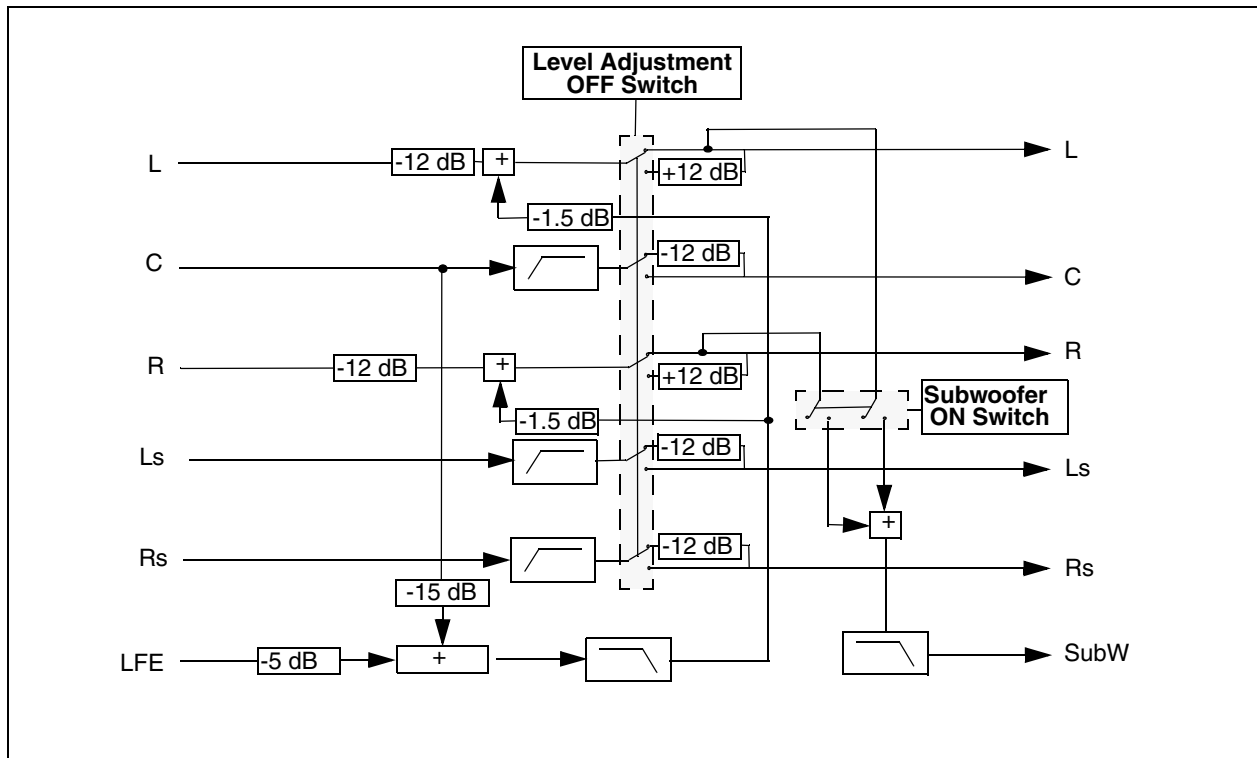 Level Adjustment
OFF Switch
L
-12 dB
+
+12 dB
L
-1.5 dB
C
-12 dB
C
R
-12 dB
+
+12 dB
R
-1.5 dB
Subwoofer
ON Switch
Ls
-12 dB
Ls
+
Rs
-12 dB
Rs
-15 dB
LFE
-5 dB
+
SubW